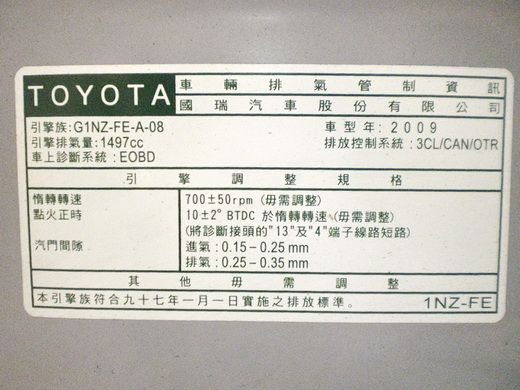 TOYOTA
車輛排氣管制資訊
國瑞汽車股份有限公司
引擎族:G1NZ-FE-A-08
車型年:2009
引擎排氣量:1497cc
排放控制系統:3CL/CAN/OTR
車上診斷系統:EOBD
引擎調整規格
惰轉轉速 700±50rpm (毋需調整)
點火正時 10±2° BTDC 於惰轉轉速 (毋需調整)
(將診斷接頭的"13"及"4"端子線路短路)
汽門間隙 進氣:0.15-0.25mm
排氣:0.25-0.35mm
其他毋需調整
本引擎族符合九十七年一月一日實施之排放標準。 1NZ-FE